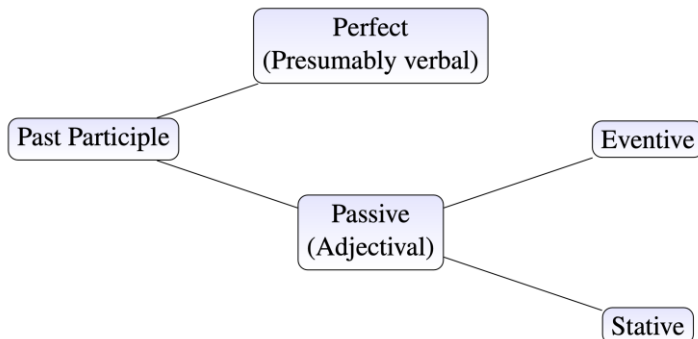 Perfect
(Presumably verbal)
Past Participle
Eventive
Passive
(Adjectival)
Stative